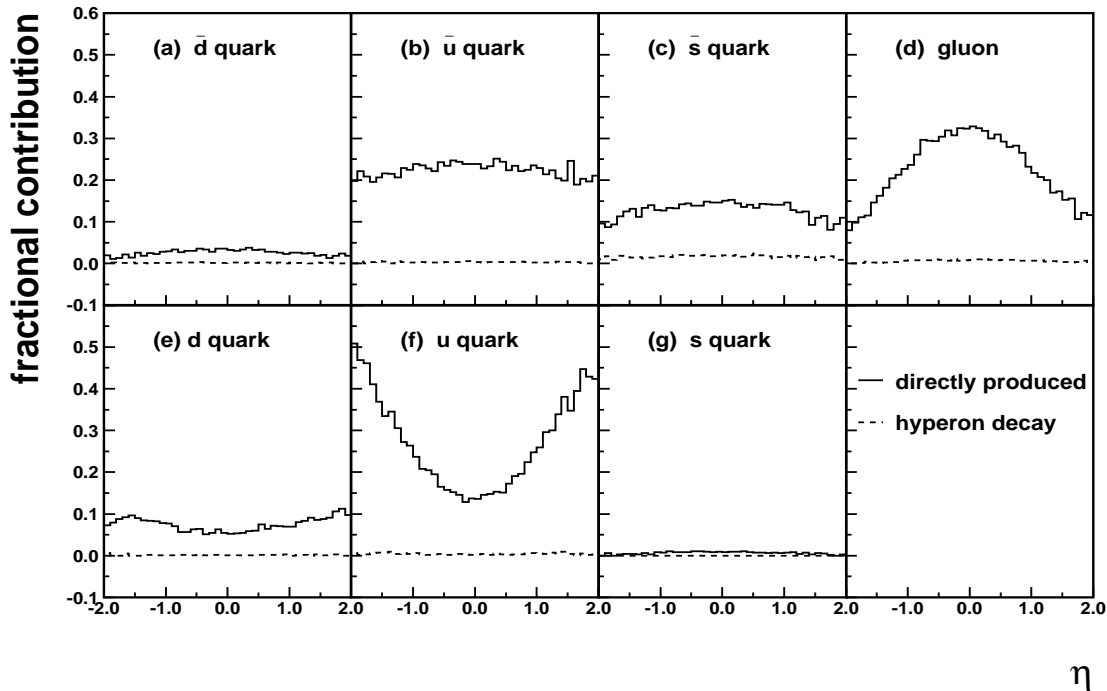 fractional contribution
0.6
0.5
0.4
0.3
0.2
0.1
0.0
-0.1
(a) d̄ quark
(b) ū quark
(c) s̄ quark
(d) gluon
0.5
0.4
0.3
0.2
0.1
0.0
-0.1
(e) d quark
(f) u quark
(g) s quark
directly produced
hyperon decay
-2.0 -1.0 0.0 1.0 2.0 -1.0 0.0 1.0 2.0 -1.0 0.0 1.0 2.0 -1.0 0.0 1.0 2.0
η